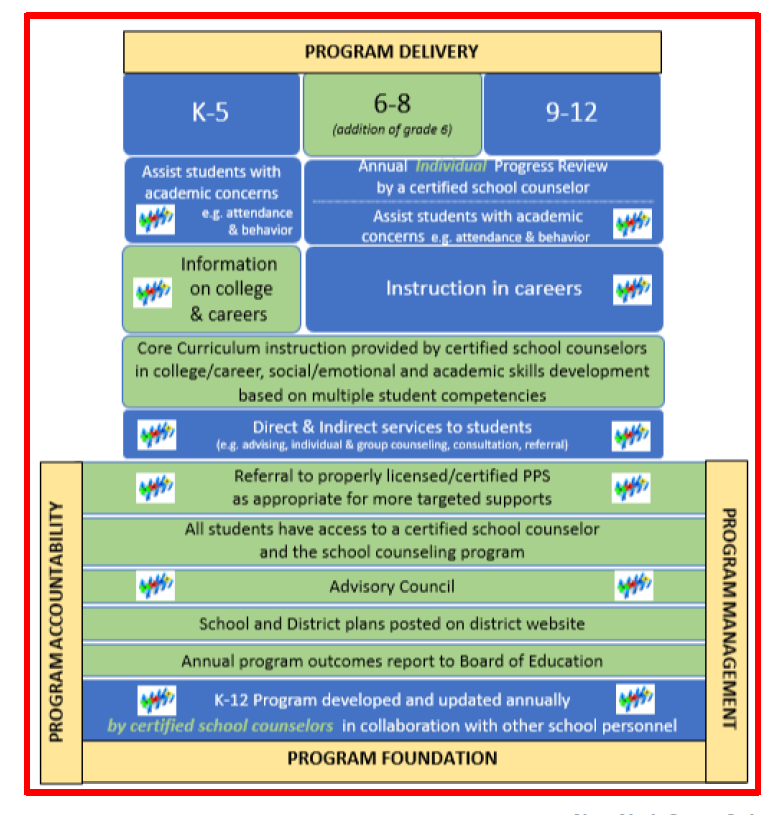 PROGRAM DELIVERY
K-5
6-8
(addition of grade 6)
9-12
Assist students with
academic concerns
e.g. attendance
& behavior
Annual Individual Progress Review
by a certified school counselor
Assist students with academic
concerns e.g. attendance & behavior
Information
on college
& careers
Instruction in careers
Core Curriculum instruction provided by certified school counselors
in college/career, social/emotional and academic skills development
based on multiple student competencies
Direct & Indirect services to students
(e.g. advising, individual & group counseling, consultation, referral)
PROGRAM ACCOUNTABILITY
Referral to properly licensed/certified PPS
as appropriate for more targeted supports
All students have access to a certified school counselor
and the school counseling program
Advisory Council
School and District plans posted on district website
Annual program outcomes report to Board of Education
K-12 Program developed and updated annually
by certified school counselors in collaboration with other school personnel
PROGRAM MANAGEMENT
PROGRAM FOUNDATION